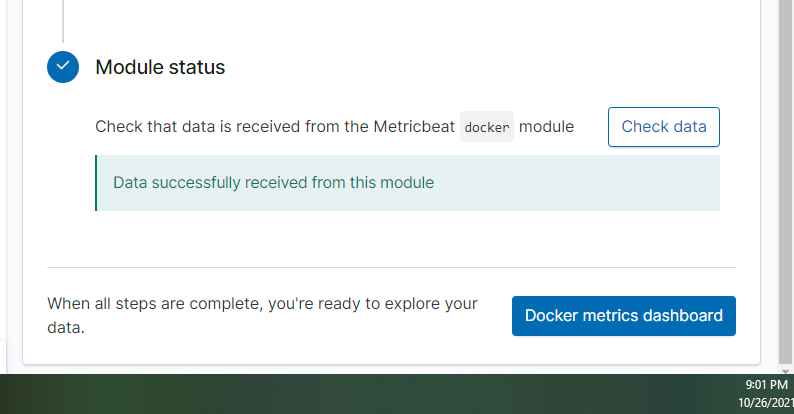 Module status
Check that data is received from the Metricbeat docker module
Check data
Data successfully received from this module
When all steps are complete, you're ready to explore your
data.
Docker metrics dashboard
9:01 PM
10/26/2021